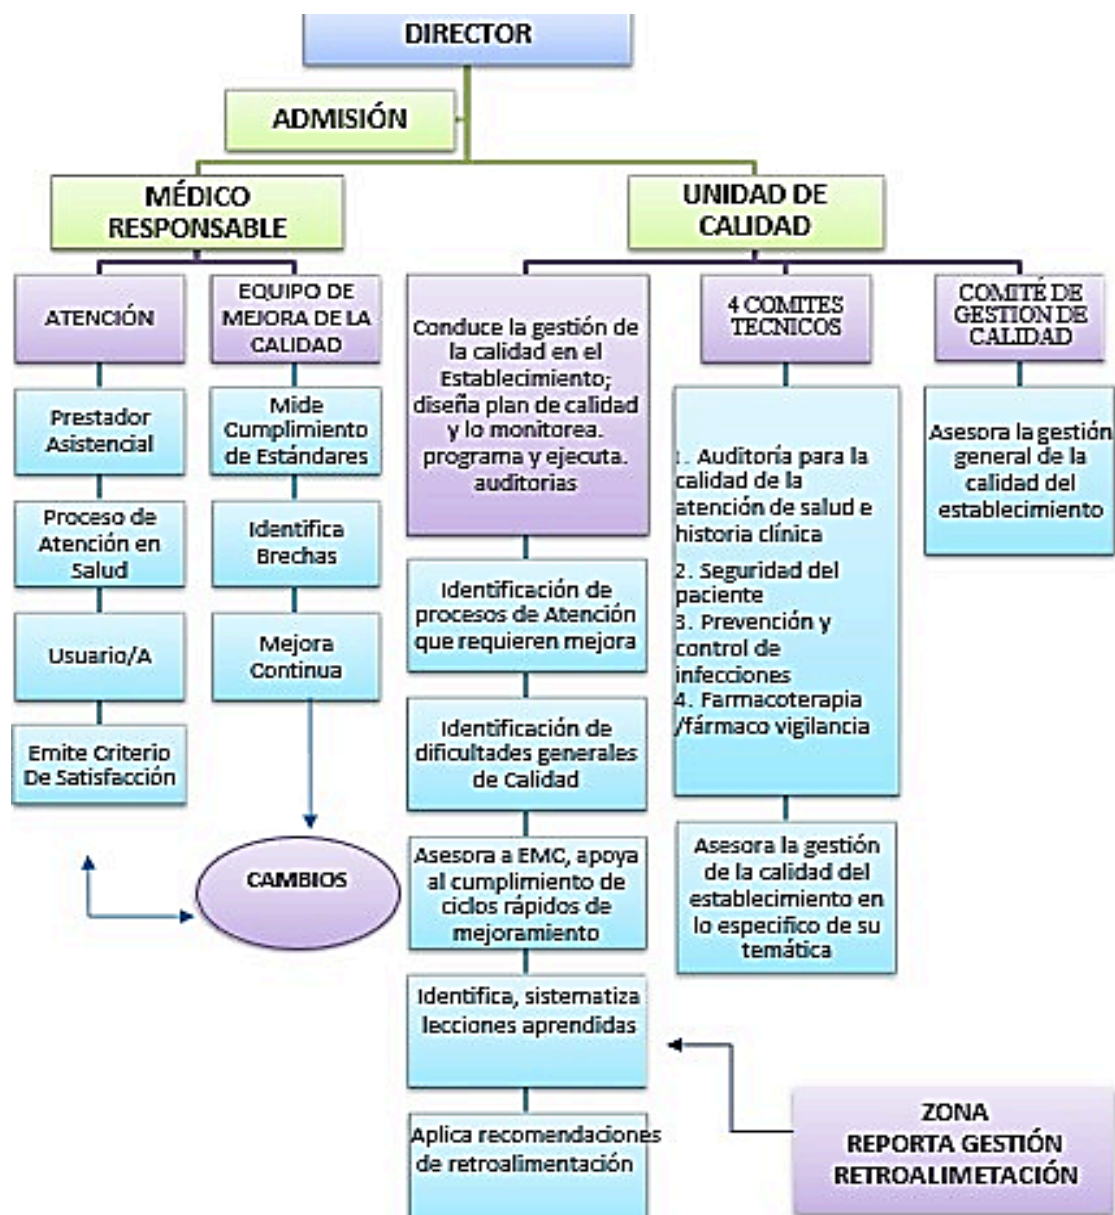 DIRECTOR
ADMISIÓN
MÉDICO
RESPONSABLE
UNIDAD DE
CALIDAD
ATENCIÓN
Prestador
Asistencial
Proceso de
Atención en
Salud
Usuario/A
Emite Criterio
De Satisfacción
EQUIPO DE
MEJORA DE LA
CALIDAD
Mide
Cumplimiento
de Estándares
Identifica
Brechas
Mejora
Continua
CAMBIOS
Conduce la gestión de
la calidad en el
Establecimiento;
diseña plan de calidad
y lo monitorea.
programa y ejecuta.
auditorias
Identificación de
procesos de Atención
que requieren mejora
Identificación de
dificultades generales
de Calidad
Asesora a EMC, apoya
al cumplimiento de
ciclos rápidos de
mejoramiento
Identifica, sistematiza
lecciones aprendidas
Aplica recomendaciones
de retroalimentación
4 COMITES
TECNICOS
1. Auditoría para la
calidad de la
atención de salud e
historia clínica
2. Seguridad del
paciente
3. Prevención y
control de
infecciones
4. Farmacoterapia
/fármaco vigilancia
Asesora la gestión
de la calidad del
establecimiento en
lo especifico de su
temática
COMITÉ DE
GESTION DE
CALIDAD
Asesora la gestión
general de la
calidad del
establecimiento
ZONA
REPORTA GESTIÓN
RETROALIMETACIÓN